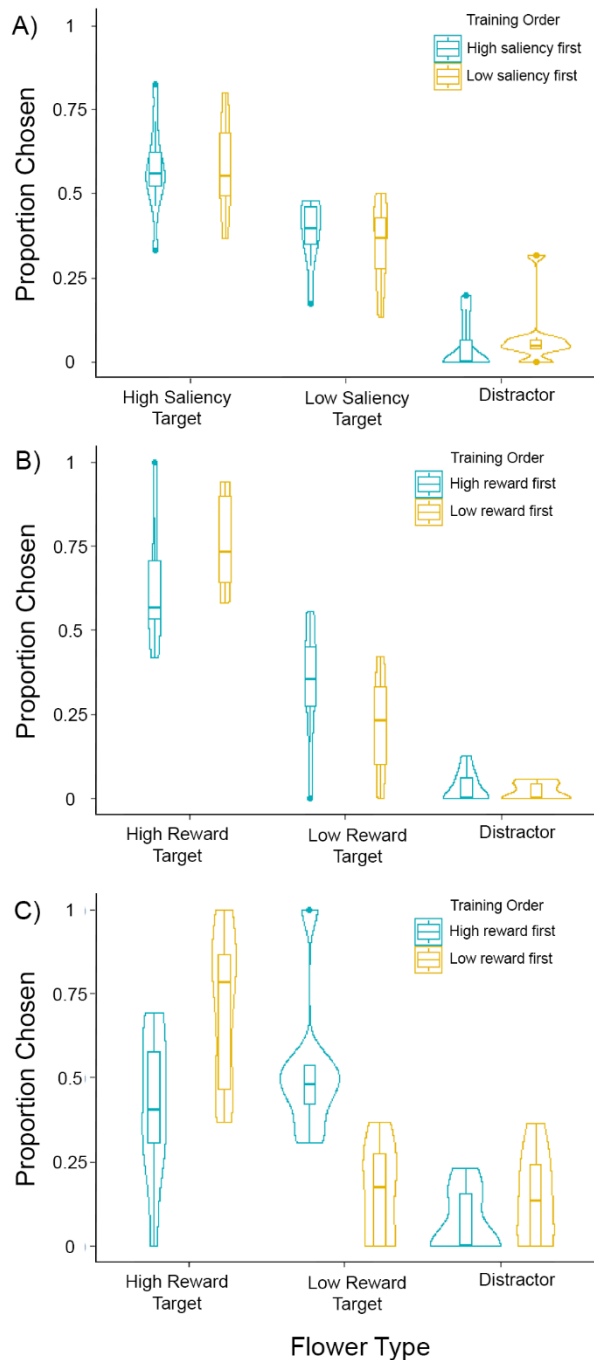 A)
Training Order
High saliency first
Low saliency first
Proportion Chosen
1
0.75
0.5
0.25
0
High Saliency
Target
Low Saliency
Target
Distractor
B)
Training Order
High reward first
Low reward first
Proportion Chosen
1
0.75
0.5
0.25
0
High Reward
Target
Low Reward
Target
Distractor
C)
Training Order
High reward first
Low reward first
Proportion Chosen
1
0.75
0.5
0.25
0
High Reward
Target
Low Reward
Target
Distractor
Flower Type